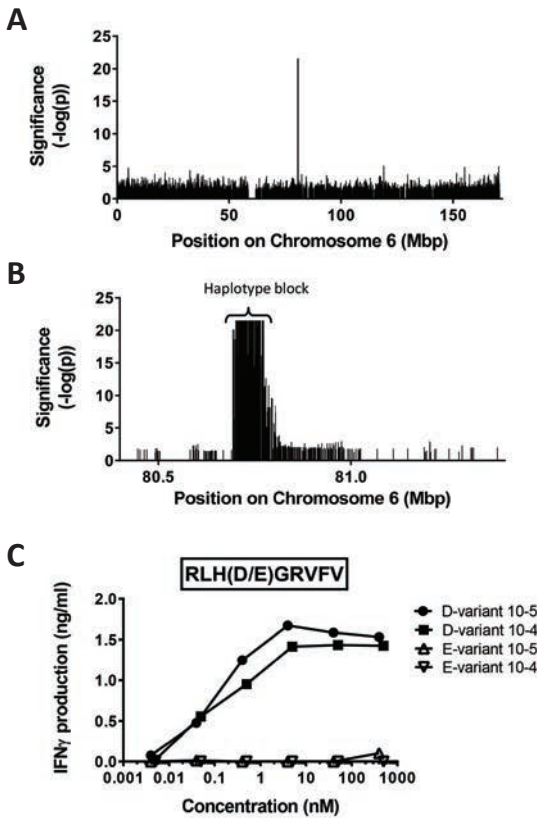 A
Significance
(-log(p))
25
20
15
10
5
0
0 50 100 150
Position on Chromosome 6 (Mbp)
B
Haplotype block
Significance
(-log(p))
25
20
15
10
5
0
80.5 81.0
Position on Chromosome 6 (Mbp)
C
RLH(D/E)GRVFV
IFNγ production (ng/ml)
2.0
1.5
1.0
0.5
0.0
0.001 0.01 0.1 1 10 100 1000
Concentration (nM)
D-variant 10-5
D-variant 10-4
E-variant 10-5
E-variant 10-4